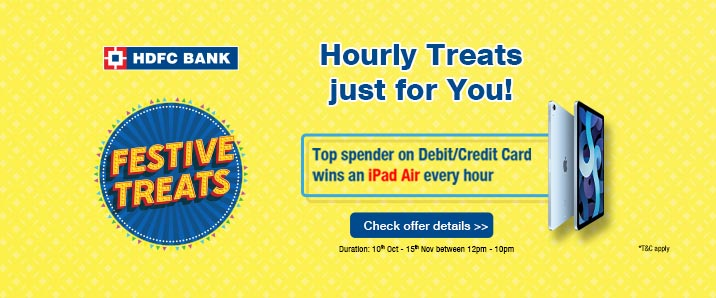 HDFC BANK
Hourly Treats
just for You!
FESTIVE
TREATS
Top spender on Debit/Credit Card
wins an iPad Air every hour
Check offer details >>
Duration: 10th Oct - 15th Nov between 12pm - 10pm
*T&C apply